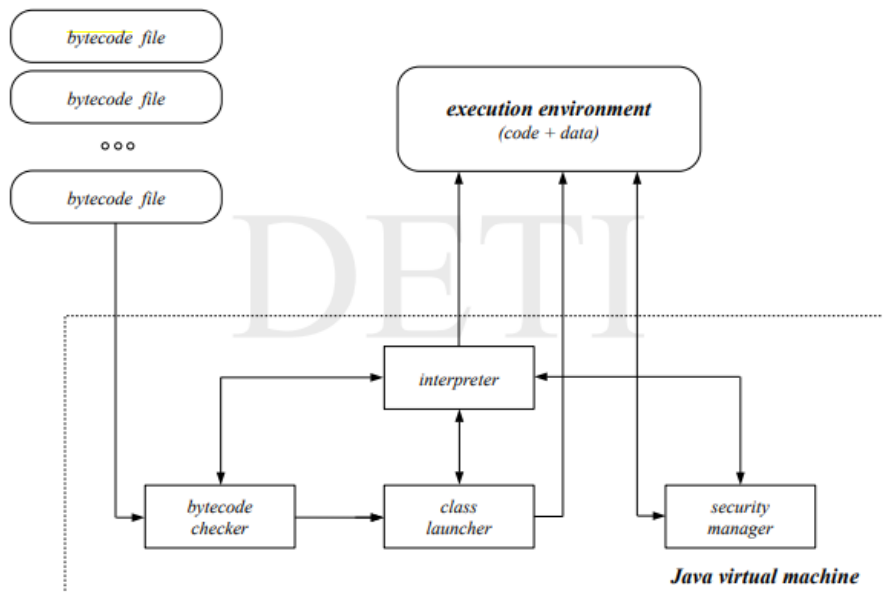 bytecode file
bytecode file
bytecode file
execution environment
(code + data)
DETI
interpreter
bytecode
checker
class
launcher
security
manager
Java virtual machine